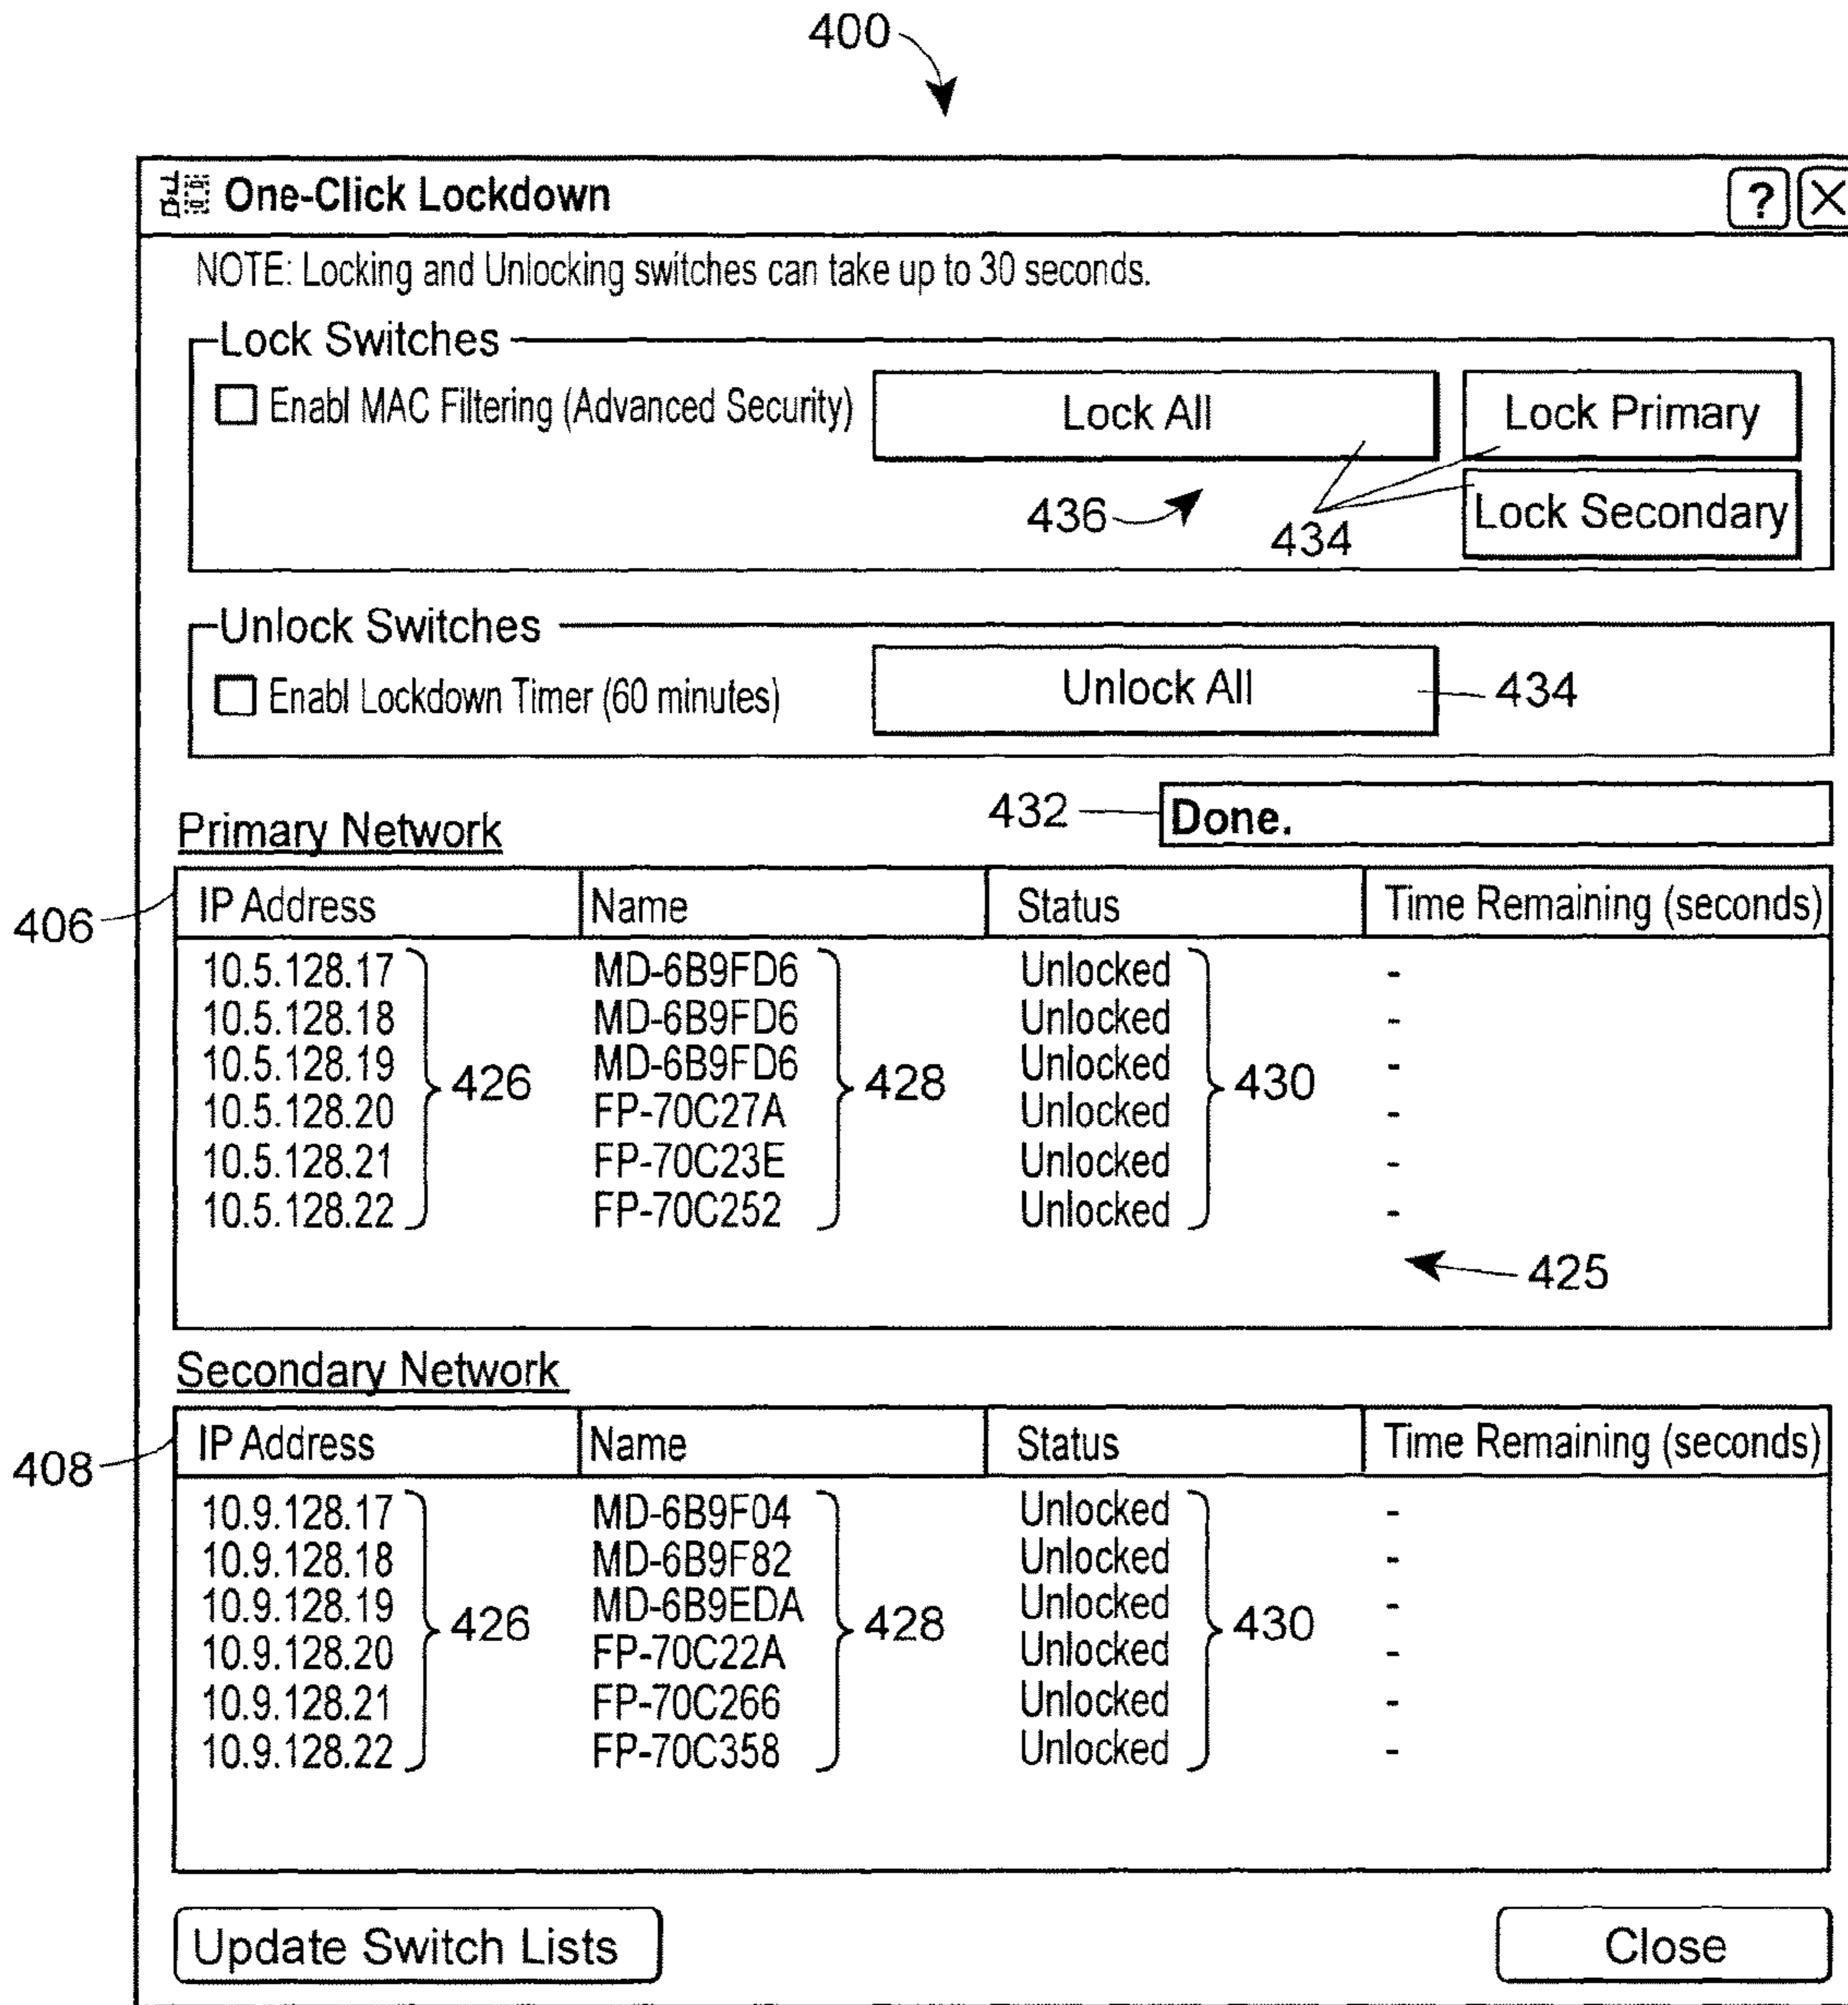 400
One-Click Lockdown ? X
NOTE: Locking and Unlocking switches can take up to 30 seconds.
Lock Switches
Enabl MAC Filtering (Advanced Security) Lock All Lock Primary
436 434 Lock Secondary
Unlock Switches
Enabl Lockdown Timer (60 minutes) Unlock All 434
432 Done.
Primary Network
406 IP Address Name Status Time Remaining (seconds)
10.5.128.17 MD-6B9FD6 Unlocked -
10.5.128.18 MD-6B9FD6 Unlocked -
10.5.128.19 MD-6B9FD6 Unlocked -
426 428 430
10.5.128.20 FP-70C27A Unlocked -
10.5.128.21 FP-70C23E Unlocked -
10.5.128.22 FP-70C252 Unlocked -
425
Secondary Network
408 IP Address Name Status Time Remaining (seconds)
10.9.128.17 MD-6B9F04 Unlocked -
10.9.128.18 MD-6B9F82 Unlocked -
10.9.128.19 MD-6B9EDA Unlocked -
426 428 430
10.9.128.20 FP-70C22A Unlocked -
10.9.128.21 FP-70C266 Unlocked -
10.9.128.22 FP-70C358 Unlocked -
Update Switch Lists Close